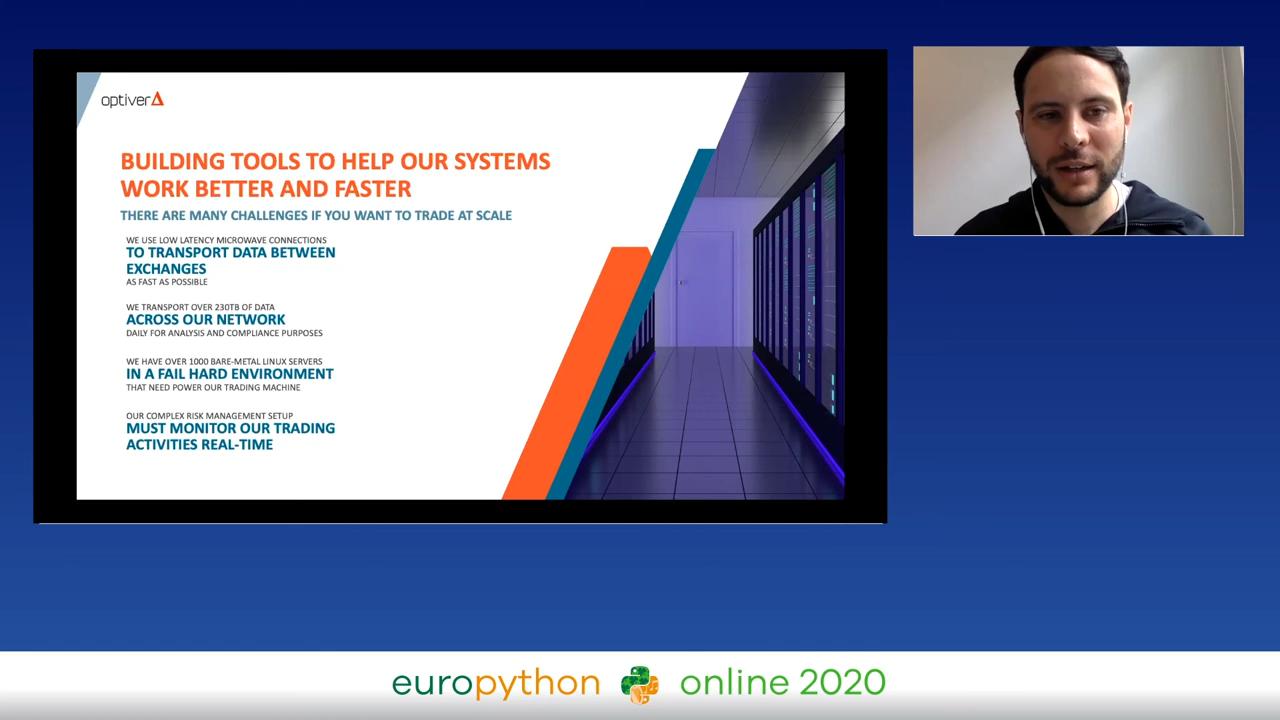 optiver
BUILDING TOOLS TO HELP OUR SYSTEMS
WORK BETTER AND FASTER
THERE ARE MANY CHALLENGES IF YOU WANT TO TRADE AT SCALE
WE USE LOW LATENCY MICROWAVE CONNECTIONS
TO TRANSPORT DATA BETWEEN
EXCHANGES
AS FAST AS POSSIBLE
WE TRANSPORT OVER 230TB OF DATA
ACROSS OUR NETWORK
DAILY FOR ANALYSIS AND COMPLIANCE PURPOSES
WE HAVE OVER 1000 BARE-METAL LINUX SERVERS
IN A FAIL HARD ENVIRONMENT
THAT NEED POWER OUR TRADING MACHINE
OUR COMPLEX RISK MANAGEMENT SETUP
MUST MONITOR OUR TRADING
ACTIVITIES REAL-TIME
europython online 2020